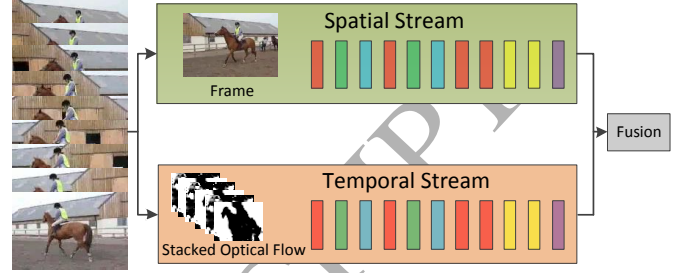 Spatial Stream
Frame
Fusion
Temporal Stream
Stacked Optical Flow